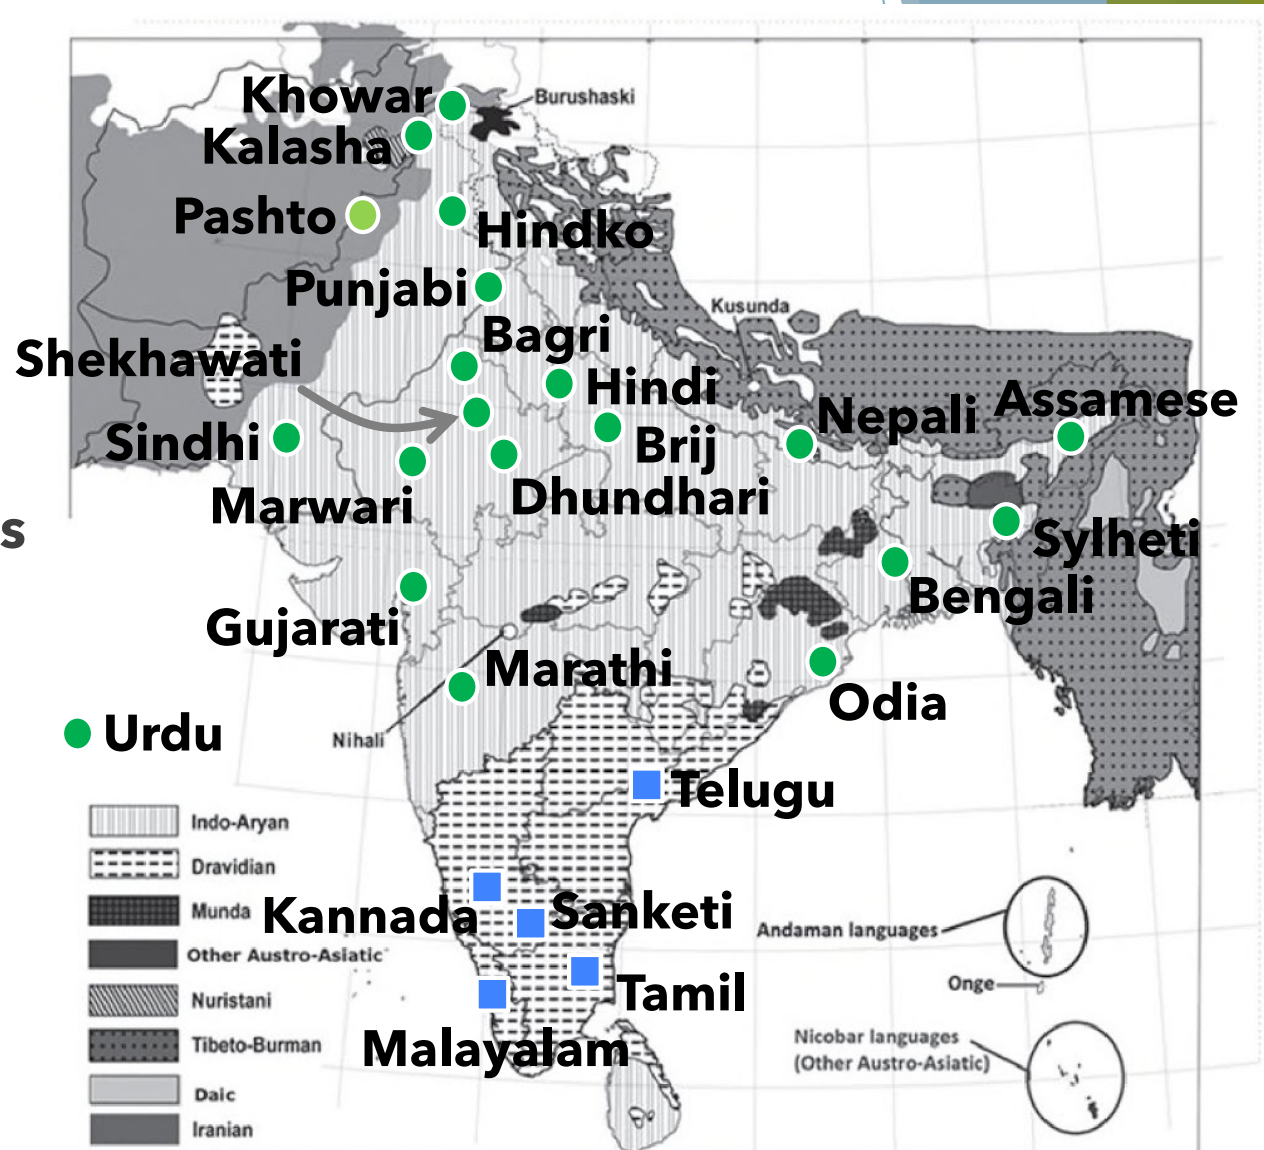 Khowar
Burushaski
Kalasha
Pashto
Hindko
Punjabi
Kusunda
Bagri
Shekhawati
Hindi
Assamese
Nepali
Sindhi
Brij
Marwari
Dhundhari
s
Sylheti
Bengali
Gujarati
Marathi
Odia
Urdu
Nihali
Telugu
Indo-Aryan
Dravidian
Munda
Kannada
Sanketi
Andaman languages
Other Austro-Asiatic
Onge
Tamil
Nuristani
Nicobar languages
(Other Austro-Asiatic)
Tibeto-Burman
Malayalam
Daic
Iranian